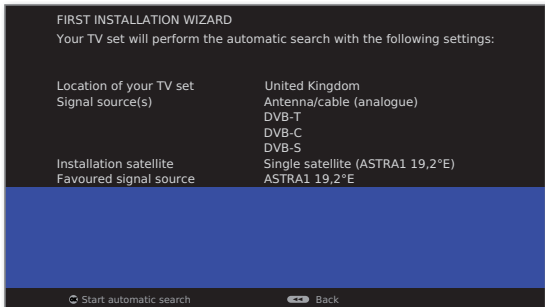 FIRST INSTALLATION WIZARD
Your TV set will perform the automatic search with the following settings:
Location of your TV set United Kingdom
Signal source(s) Antenna/cable (analogue)
DVB-T
DVB-C
DVB-S
Installation satellite Single satellite (ASTRA1 19,2°E)
Favoured signal source ASTRA1 19,2°E
OK Start automatic search ◄◄ Back